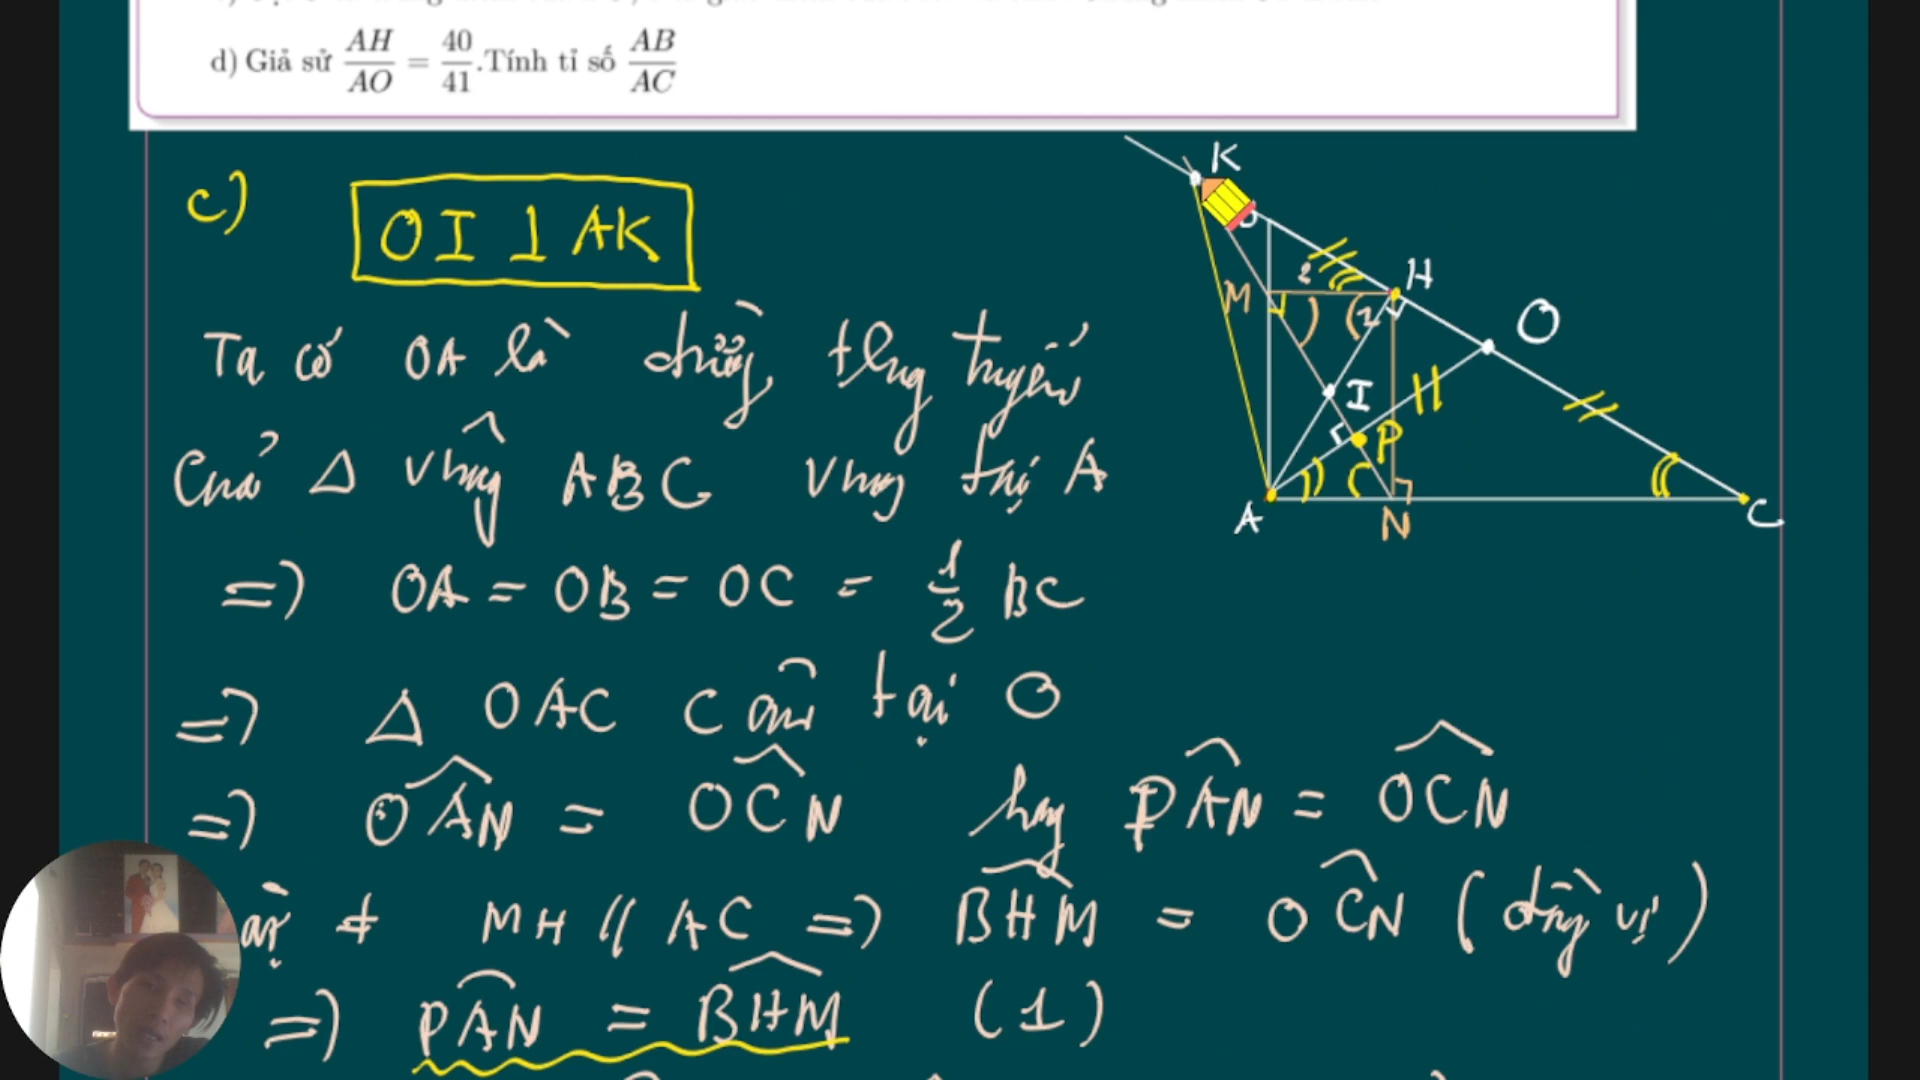 d) Giả sử AH/AO = 40/41.Tính tỉ số AB/AC
c) OI ⊥ AK
Ta có OA là đường trung tuyến
Của Δ vuông ABC vuông tại A
=> OA = OB = OC = 1/2 BC
=> Δ OAC cân tại O
=> OÂN = OĈN hay PÂN = OĈN
MH // AC => BĤM = OĈN (đồng vị)
=> PÂN = BĤM (1)
K
H
2
M
1
O
I
P
A
N
C